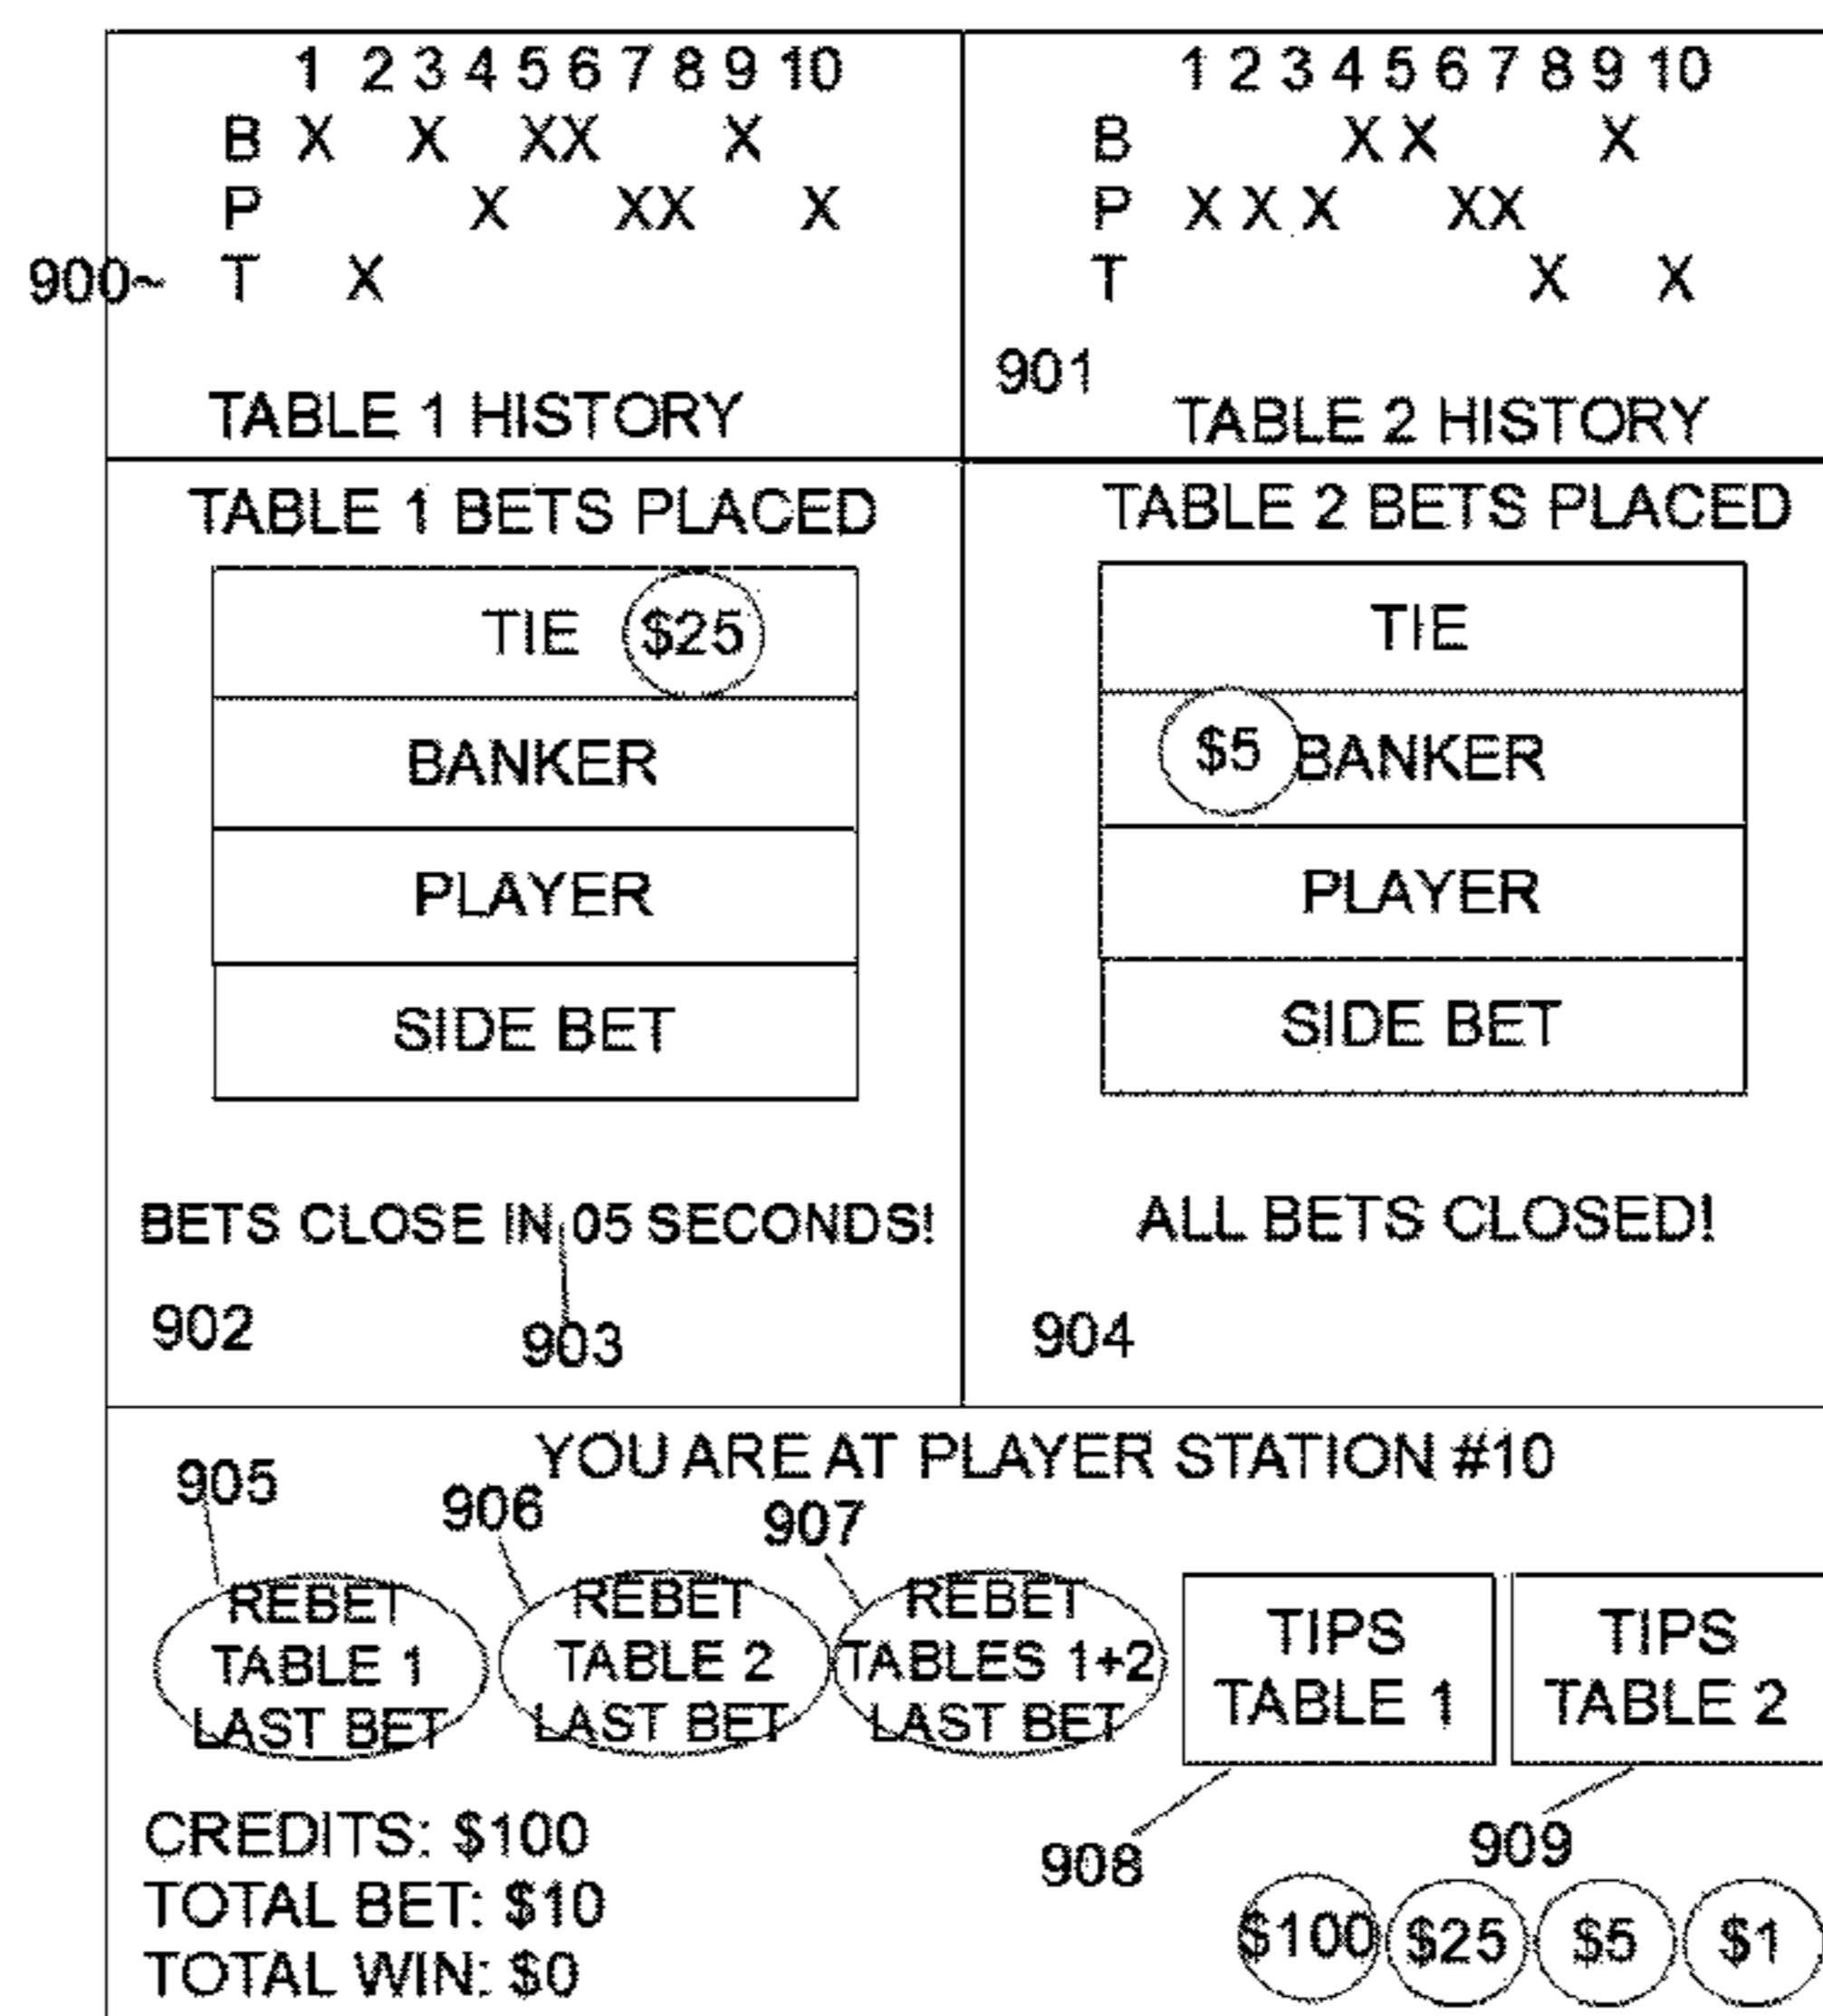 1 2 3 4 5 6 7 8 9 10
B X X XX X
P X XX X
900~ T X
TABLE 1 HISTORY
1 2 3 4 5 6 7 8 9 10
B X X X
P X X X XX
T X X
901
TABLE 2 HISTORY
TABLE 1 BETS PLACED
TIE $25
BANKER
PLAYER
SIDE BET
BETS CLOSE IN 05 SECONDS!
902 903
TABLE 2 BETS PLACED
TIE
$5 BANKER
PLAYER
SIDE BET
ALL BETS CLOSED!
904
YOU ARE AT PLAYER STATION #10
905 906 907
REBET
TABLE 1
LAST BET
REBET
TABLE 2
LAST BET
REBET
TABLES 1+2
LAST BET
TIPS
TABLE 1
TIPS
TABLE 2
908 909
CREDITS: $100
TOTAL BET: $10
TOTAL WIN: $0
$100 $25 $5 $1